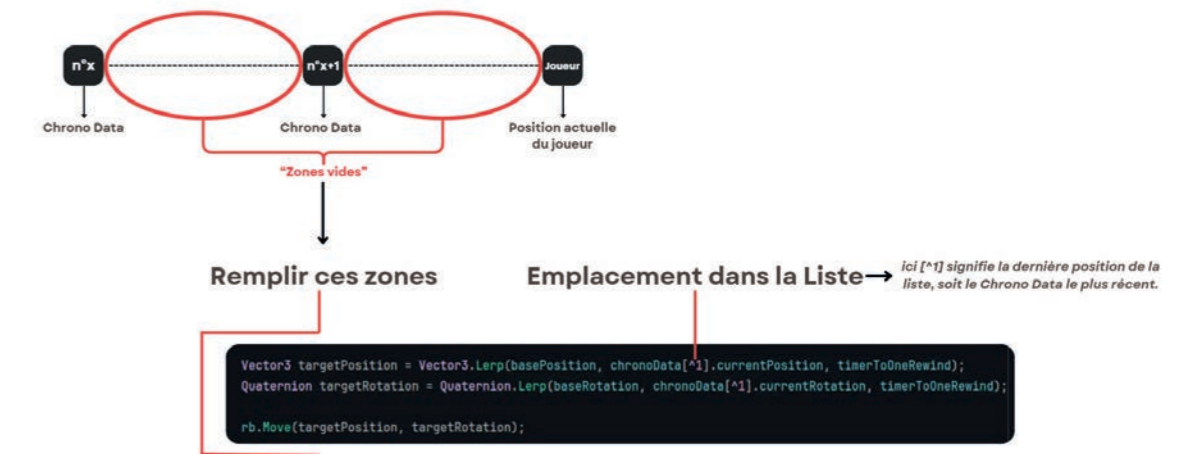 n°x
n°x+1
Joueur
Chrono Data
Chrono Data
Position actuelle
du joueur
“Zones vides”
Remplir ces zones
Emplacement dans la Liste
ici [^1] signifie la dernière position de la
liste, soit le Chrono Data le plus récent.
Vector3 targetPosition = Vector3.Lerp(basePosition, chronoData[^1].currentPosition, timerToOneRewind);
Quaternion targetRotation = Quaternion.Lerp(baseRotation, chronoData[^1].currentRotation, timerToOneRewind);
rb.Move(targetPosition, targetRotation);